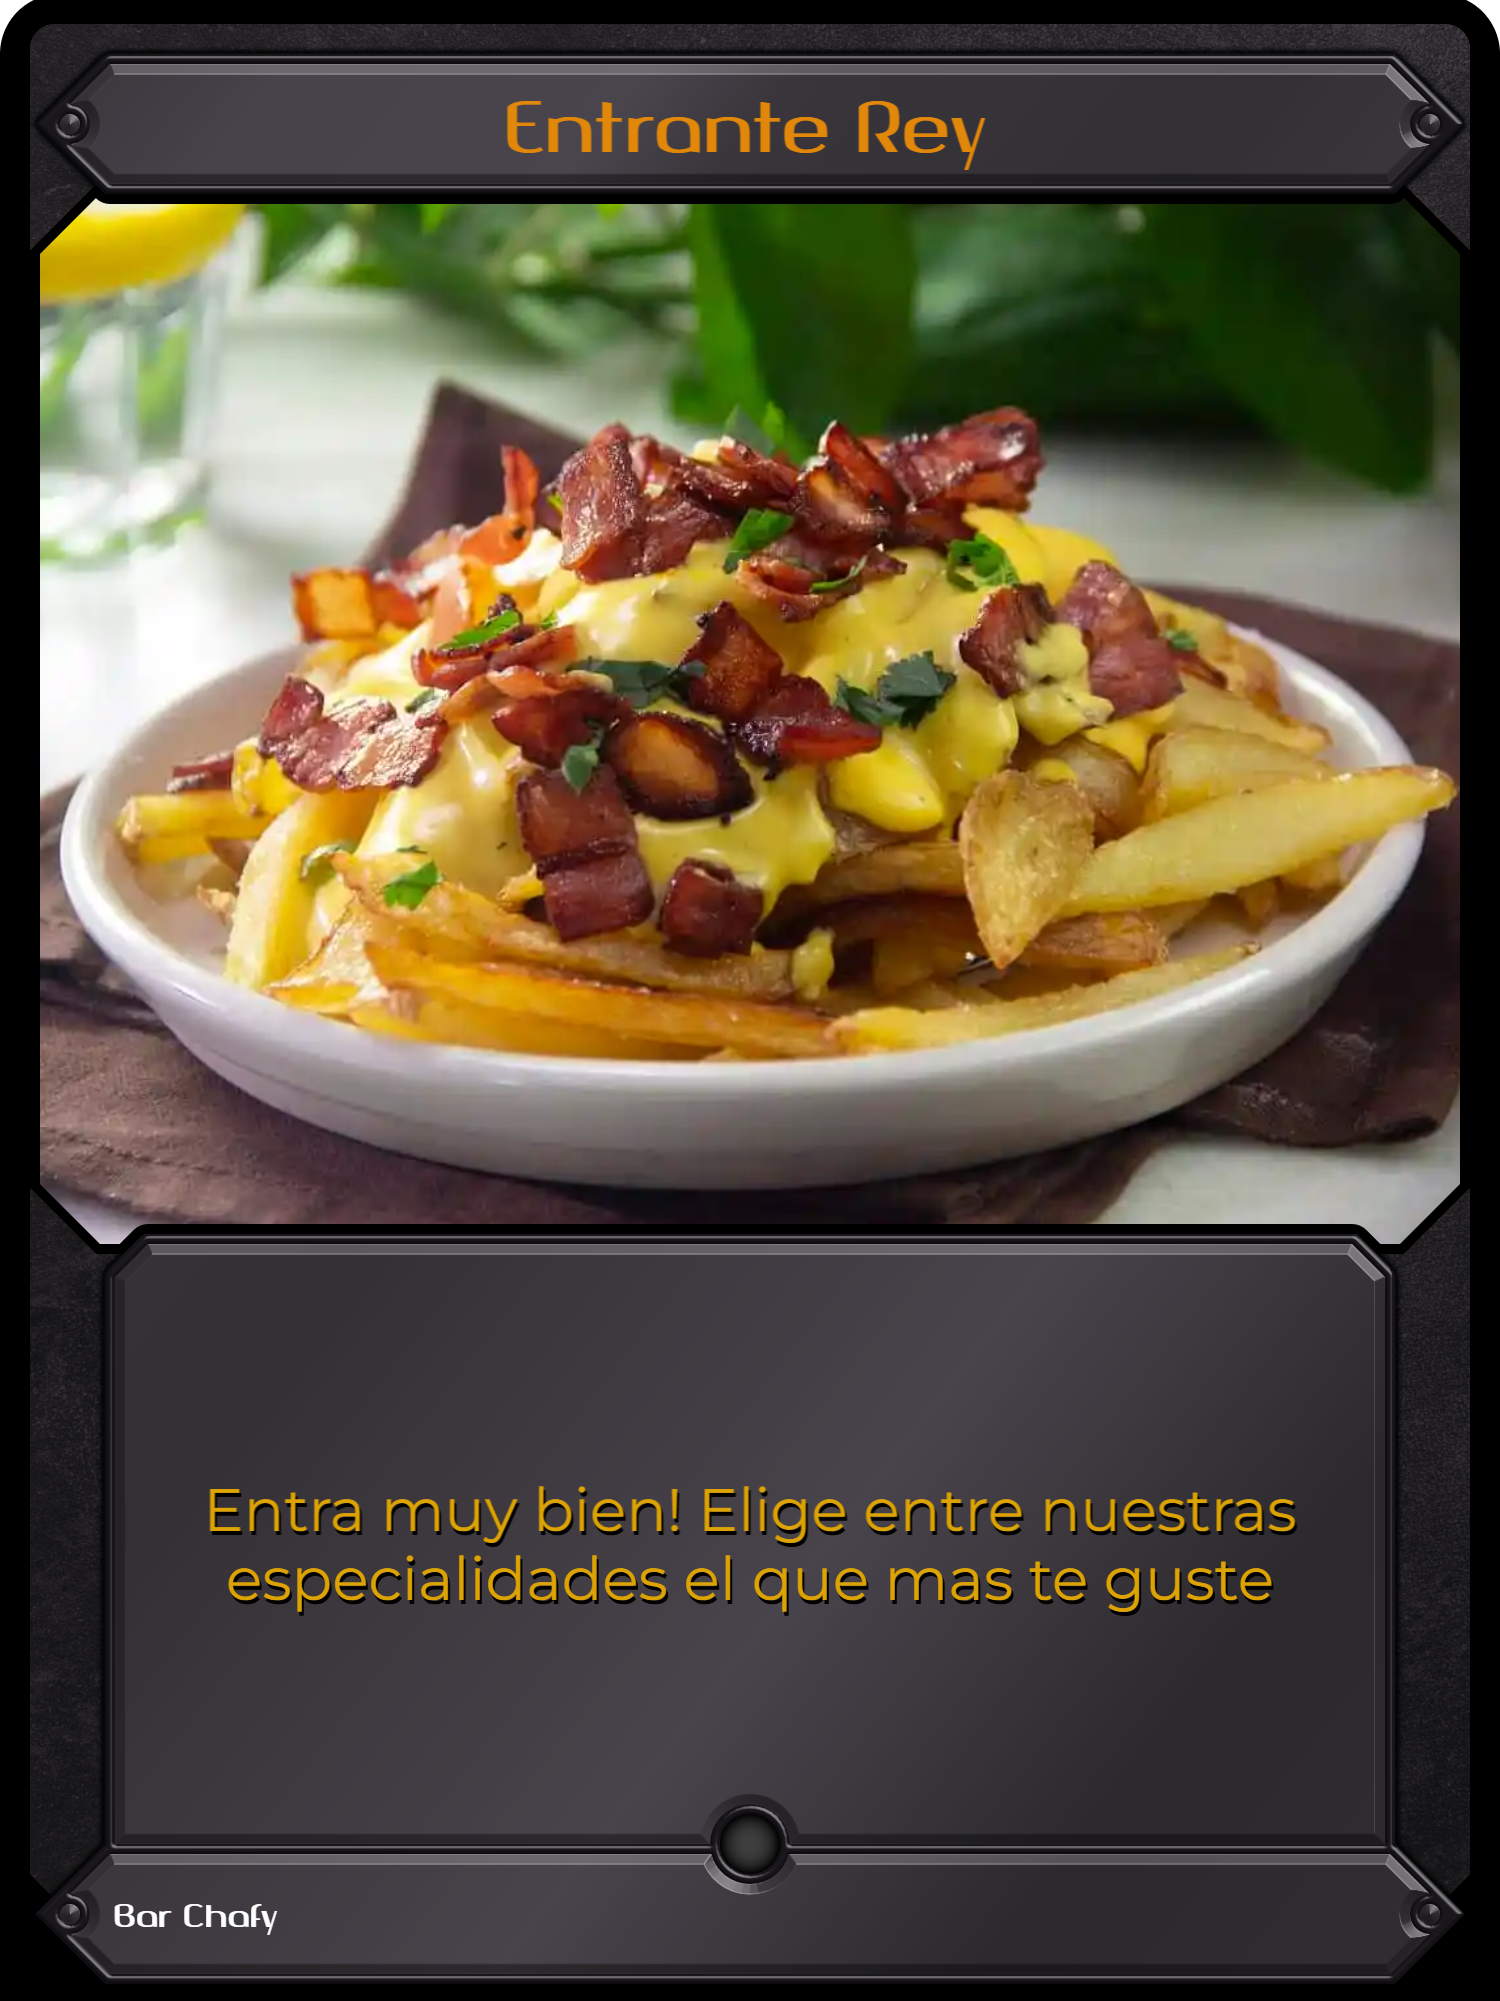 Entrante Rey
Entra muy bien! Elige entre nuestras
especialidades el que mas te guste
Bar Chafy